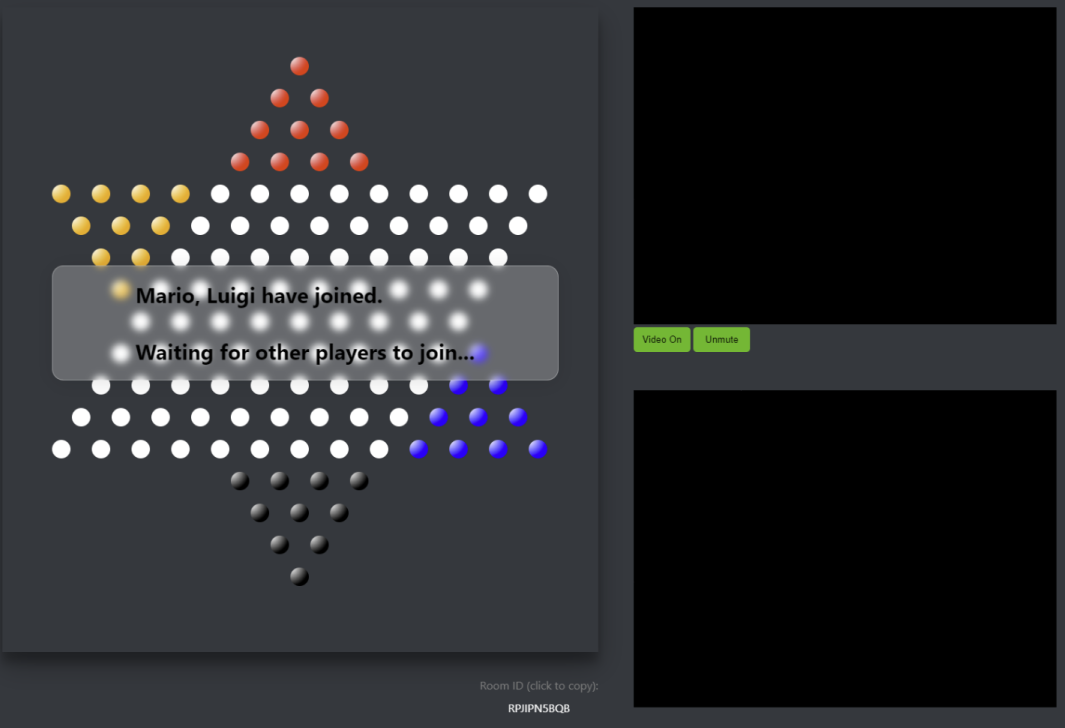 Mario, Luigi have joined.
Waiting for other players to join...
Video On
Unmute
Room ID (click to copy):
RPJIPN5BQB